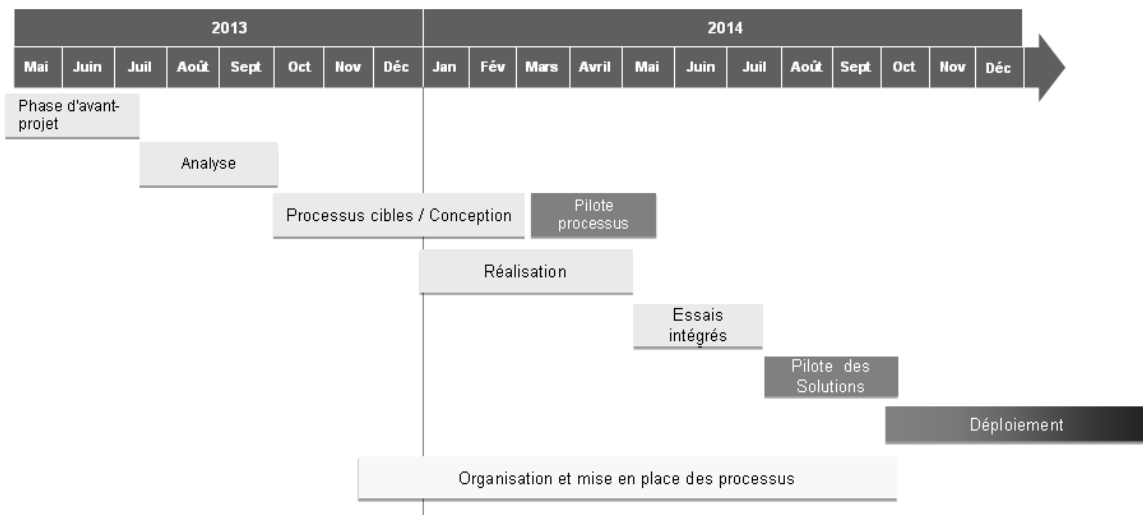 2013
2014
Mai Juin Juil Août Sept Oct Nov Déc Jan Fév Mars Avril Mai Juin Juil Août Sept Oct Nov Déc
Phase d'avant-
projet
Analyse
Processus cibles / Conception
Pilote
processus
Réalisation
Essais
intégrés
Pilote des
Solutions
Déploiement
Organisation et mise en place des processus